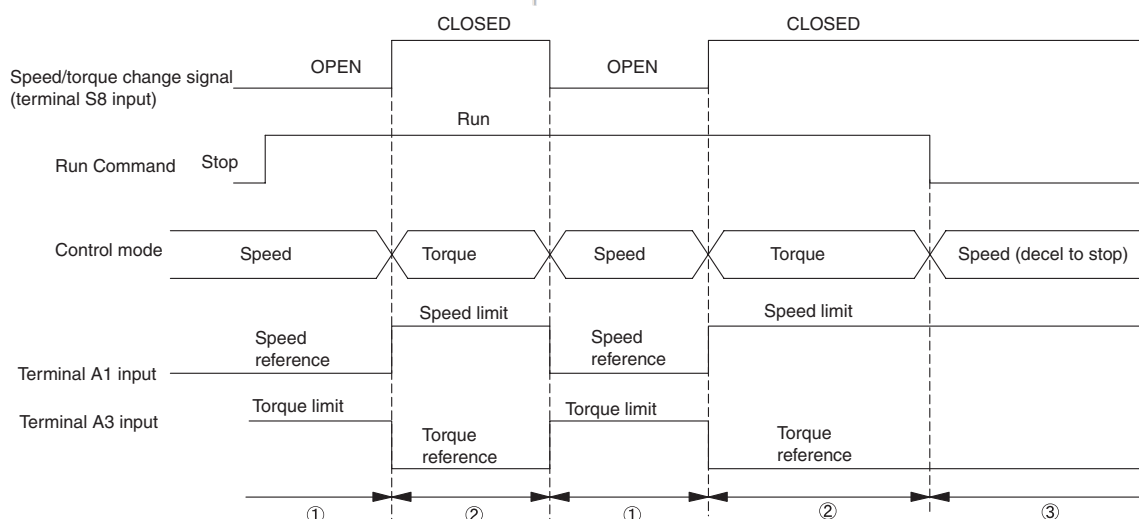 CLOSED CLOSED
OPEN OPEN
Speed/torque change signal
(terminal S8 input)
Run
Run Command Stop
Control mode Speed Torque Speed Torque Speed (decel to stop)
Speed limit Speed limit
Speed Speed
reference reference
Terminal A1 input
Torque limit Torque limit
Terminal A3 input
Torque Torque
reference reference
① ② ① ② ③